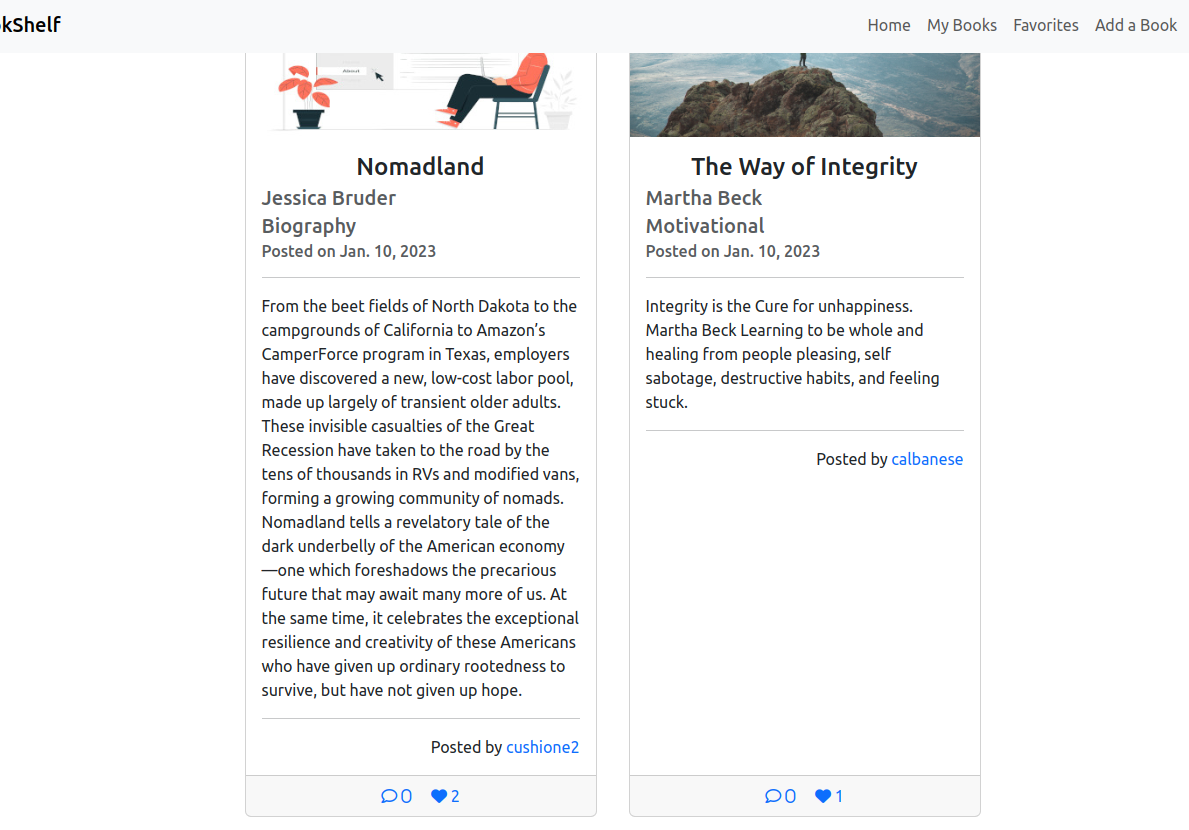 kShelf
Home My Books Favorites Add a Book
About
Nomadland
Jessica Bruder
Biography
Posted on Jan. 10, 2023
From the beet fields of North Dakota to the
campgrounds of California to Amazon’s
CamperForce program in Texas, employers
have discovered a new, low-cost labor pool,
made up largely of transient older adults.
These invisible casualties of the Great
Recession have taken to the road by the
tens of thousands in RVs and modified vans,
forming a growing community of nomads.
Nomadland tells a revelatory tale of the
dark underbelly of the American economy
—one which foreshadows the precarious
future that may await many more of us. At
the same time, it celebrates the exceptional
resilience and creativity of these Americans
who have given up ordinary rootedness to
survive, but have not given up hope.
Posted by cushione2
0 2
The Way of Integrity
Martha Beck
Motivational
Posted on Jan. 10, 2023
Integrity is the Cure for unhappiness.
Martha Beck Learning to be whole and
healing from people pleasing, self
sabotage, destructive habits, and feeling
stuck.
Posted by calbanese
0 1